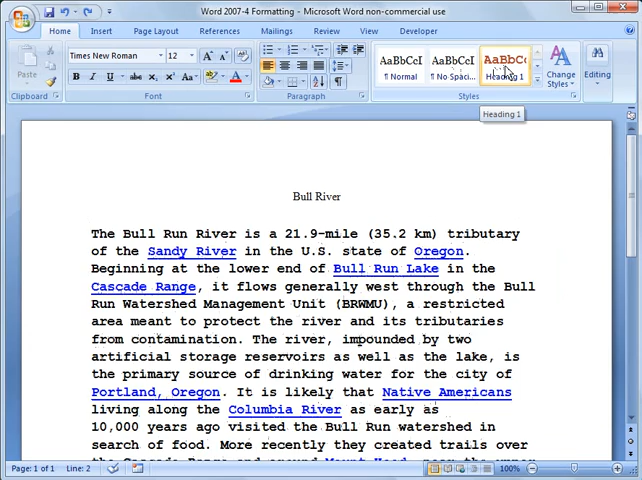 Word 2007-4 Formatting - Microsoft Word non-commercial use
Home Insert Page Layout References Mailings Review View Developer
Paste
Times New Roman 12
B I U abc x₂ x² Aa
AaBbCcI AaBbCcI AaBbC
¶ Normal ¶ No Spaci... Heading 1
Change Styles
Editing
Clipboard Font Paragraph Styles
Heading 1
Bull River
The Bull Run River is a 21.9-mile (35.2 km) tributary
of the Sandy River in the U.S. state of Oregon.
Beginning at the lower end of Bull Run Lake in the
Cascade Range, it flows generally west through the Bull
Run Watershed Management Unit (BRWMU), a restricted
area meant to protect the river and its tributaries
from contamination. The river, impounded by two
artificial storage reservoirs as well as the lake, is
the primary source of drinking water for the city of
Portland, Oregon. It is likely that Native Americans
living along the Columbia River as early as
10,000 years ago visited the Bull Run watershed in
search of food. More recently they created trails over
the Cascade Range and around Mount Hood, near the upper
Page: 1 of 1 Line: 2 100%